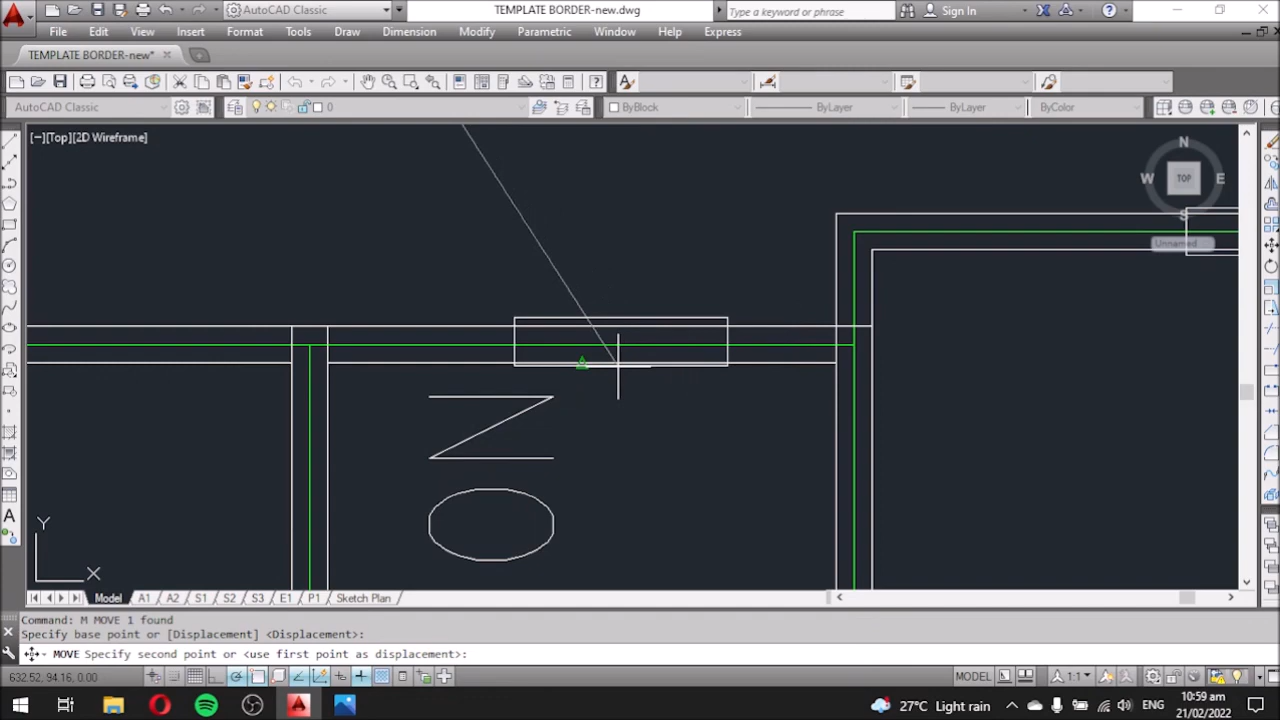 AutoCAD Classic
TEMPLATE BORDER-new.dwg
Type a keyword or phrase
Sign In
File Edit View Insert Format Tools Draw Dimension Modify Parametric Window Help Express
TEMPLATE BORDER-new*
AutoCAD Classic
0
ByBlock
ByLayer
ByLayer
ByColor
[−][Top][2D Wireframe]
N
W
TOP
E
S
Unnamed
Z
O
Y
X
Model A1 A2 S1 S2 S3 E1 P1 Sketch Plan
Command: M MOVE 1 found
Specify base point or [Displacement] <Displacement>:
MOVE Specify second point or <use first point as displacement>:
632.52, 94.16, 0.00
MODEL
1:1
27°C Light rain
ENG
10:59 am
21/02/2022